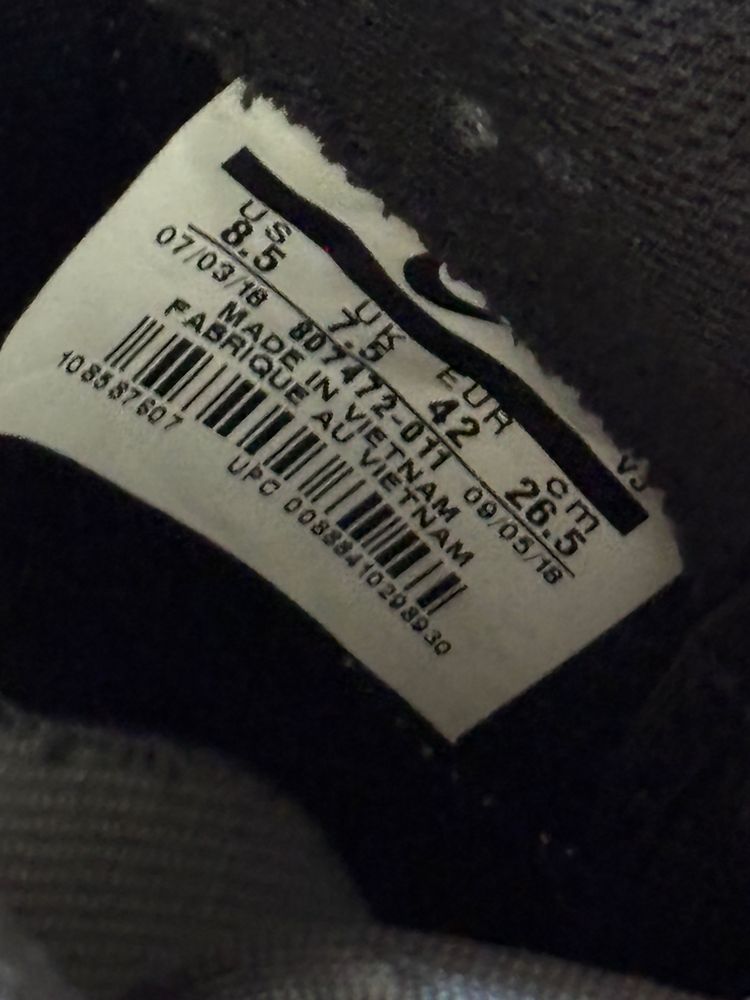 VJ
US UK EUR cm
8.5 7.5 42 26.5
07/03/18 807472-011 09/05/18
MADE IN VIETNAM
FABRIQUE AU VIETNAM
108587607
UPC 00888410298930